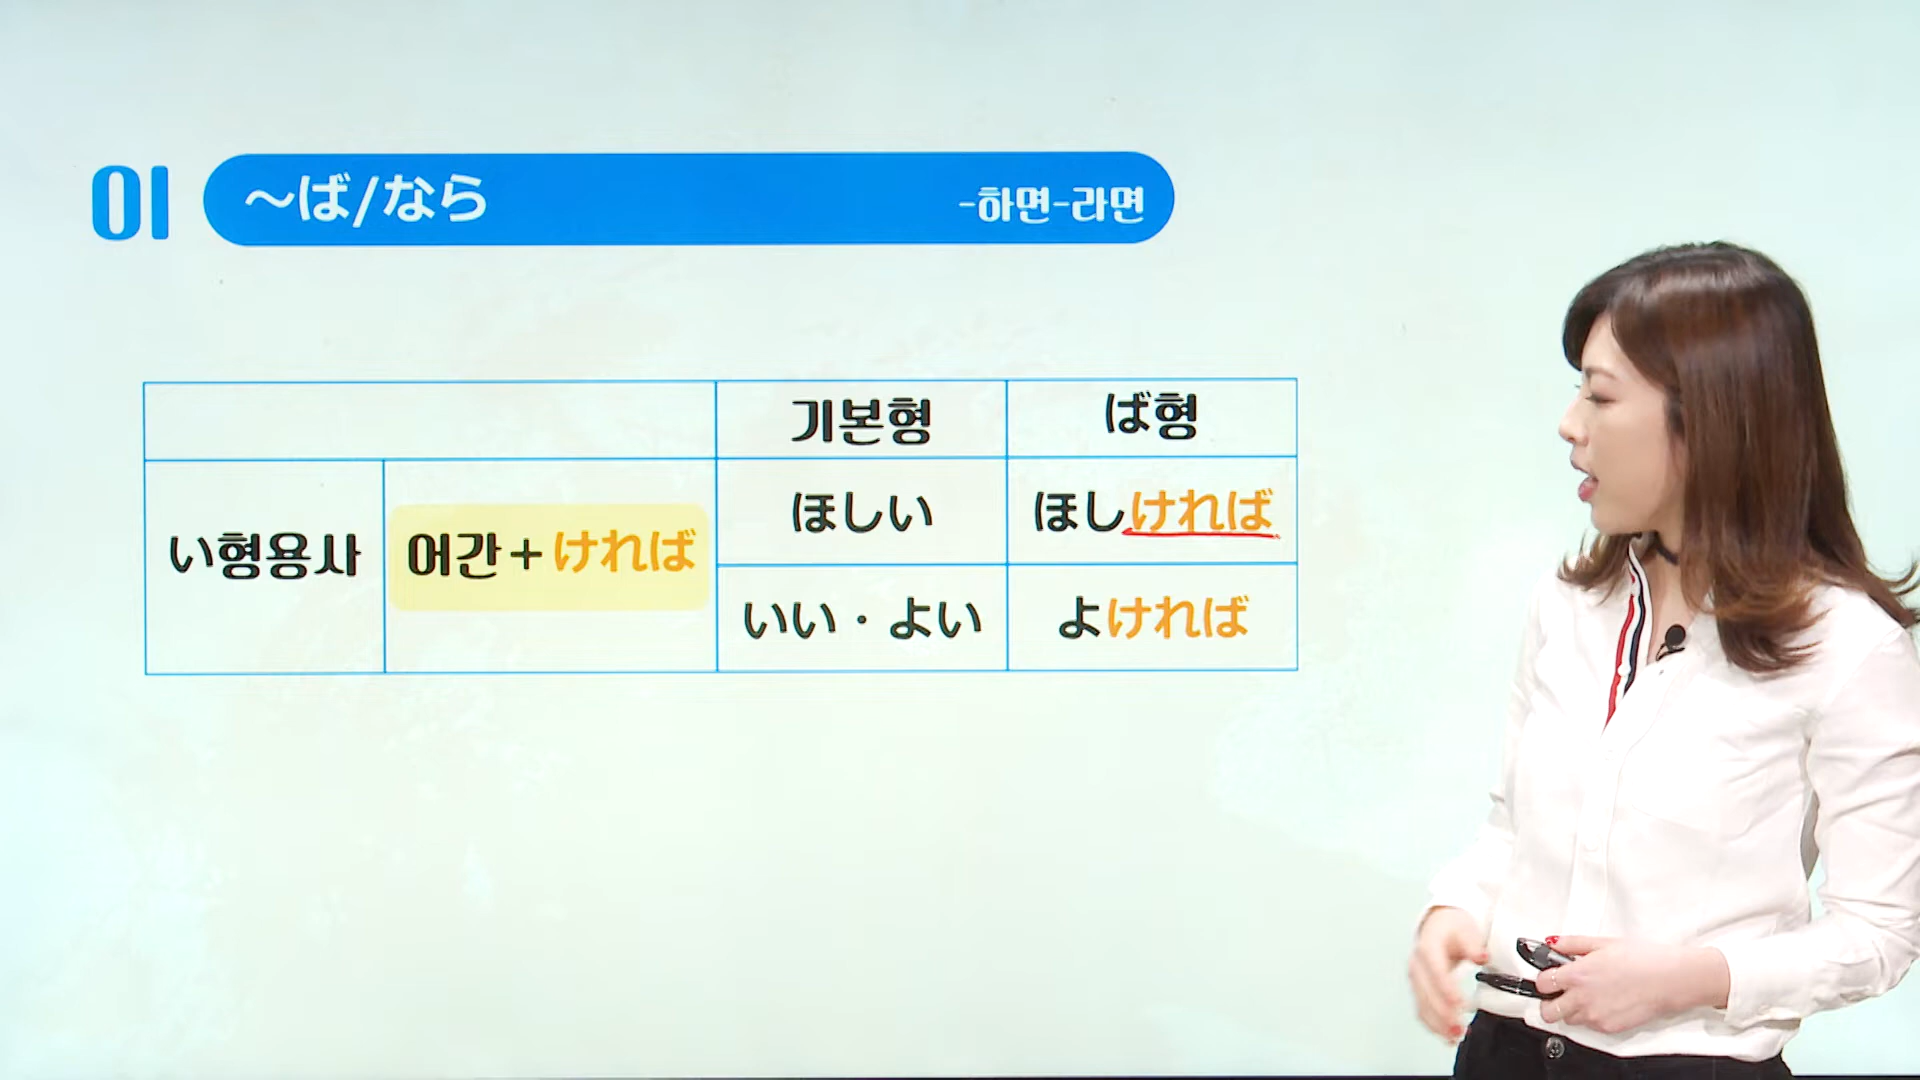 01 ～ば/なら -하면-라면
기본형 ば형
い형용사 어간+ければ ほしい ほしければ
いい・よい よければ